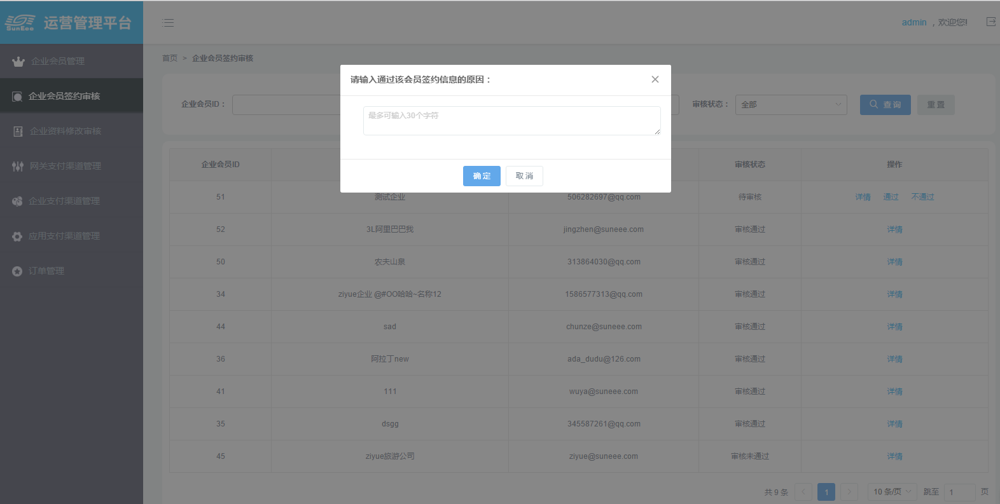 SunEee 运营管理平台
admin ，欢迎您!
企业会员管理
企业会员签约审核
企业资料修改审核
网关支付渠道管理
企业支付渠道管理
应用支付渠道管理
订单管理
首页 > 企业会员签约审核
请输入通过该会员签约信息的原因：
最多可输入30个字符
确定 取消
企业会员ID： 审核状态： 全部 查询 重置
企业会员ID 审核状态 操作
51 测试企业 506282697@qq.com 待审核 详情 通过 不通过
52 3L阿里巴巴我 jingzhen@suneee.com 审核通过 详情
50 农夫山泉 313864030@qq.com 审核通过 详情
34 ziyue企业 @#OO哈哈~名称12 1586577313@qq.com 审核通过 详情
44 sad chunze@suneee.com 审核通过 详情
36 阿拉丁new ada_dudu@126.com 审核通过 详情
41 111 wuya@suneee.com 审核通过 详情
35 dsgg 345587261@qq.com 审核通过 详情
45 ziyue旅游公司 ziyue@suneee.com 审核未通过 详情
共 9 条 < 1 > 10 条/页 跳至 1 页